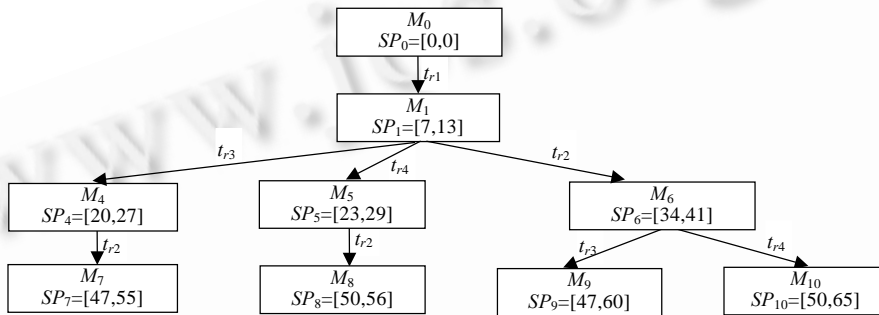 M0
SP0=[0,0]
tr1
M1
SP1=[7,13]
tr3
tr4
tr2
M4
SP4=[20,27]
M5
SP5=[23,29]
M6
SP6=[34,41]
tr2
tr2
tr3
tr4
M7
SP7=[47,55]
M8
SP8=[50,56]
M9
SP9=[47,60]
M10
SP10=[50,65]